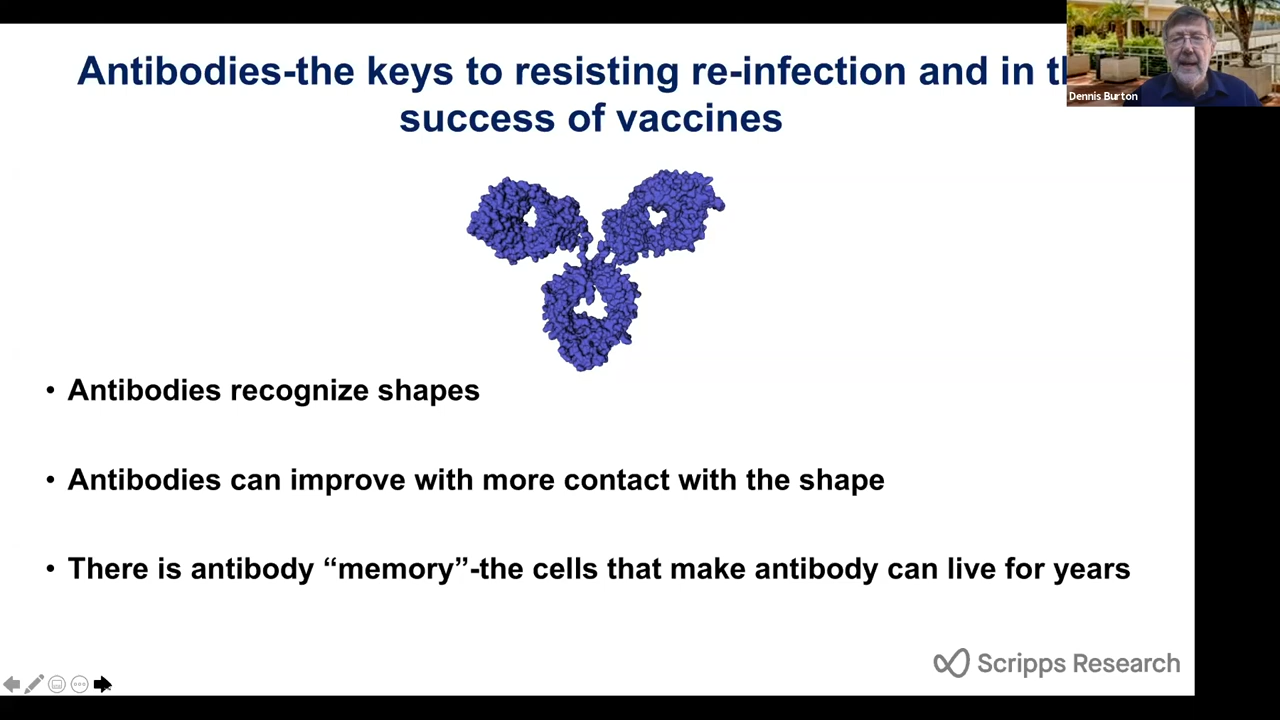 Antibodies-the keys to resisting re-infection and in
success of vaccines
Dennis Burton
• Antibodies recognize shapes
• Antibodies can improve with more contact with the shape
• There is antibody “memory”-the cells that make antibody can live for years
Scripps Research